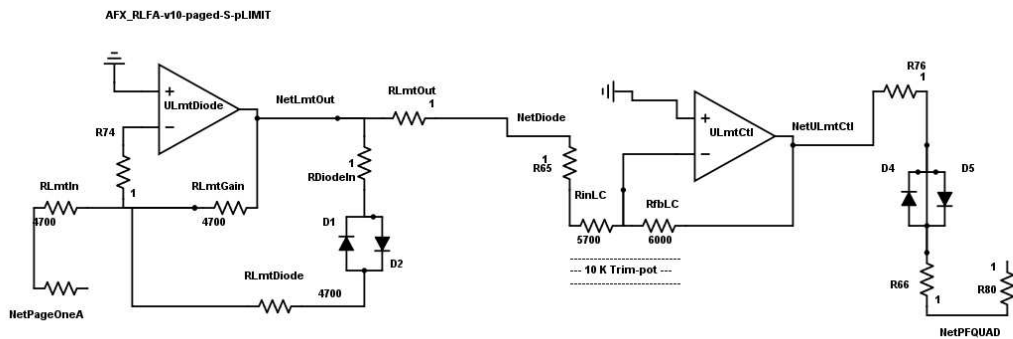 AFX_RLFA-v10-paged-S-pLIMIT
ULmtDiode
R74
1
RLmtIn
4700
RLmtGain
4700
NetPageOneA
NetLmtOut
RLmtOut
1
1
RDiodeIn
D1
D2
RLmtDiode
4700
NetDiode
1
R65
RinLC
5700
RfbLC
6000
--- 10 K Trim-pot ---
ULmtCtl
NetULmtCtl
R76
1
D4
D5
R66
1
1
R80
NetPFQUAD